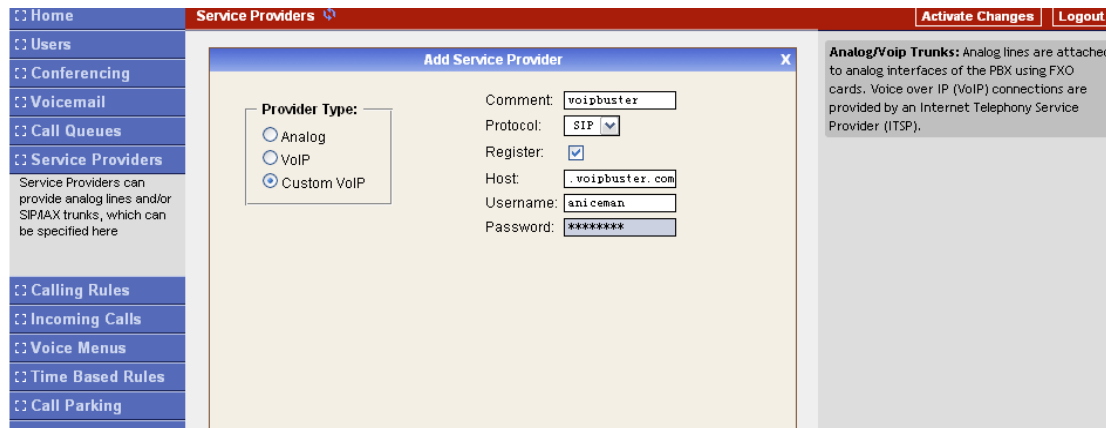 Home
Users
Conferencing
Voicemail
Call Queues
Service Providers
Service Providers can
provide analog lines and/or
SIP/IAX trunks, which can
be specified here
Calling Rules
Incoming Calls
Voice Menus
Time Based Rules
Call Parking
Service Providers
Activate Changes
Logout
Add Service Provider
X
Provider Type:
Analog
VoIP
Custom VoIP
Comment: voipbuster
Protocol: SIP
Register:
Host: .voipbuster.com
Username: aniceman
Password: ********
Analog/Voip Trunks: Analog lines are attached
to analog interfaces of the PBX using FXO
cards. Voice over IP (VoIP) connections are
provided by an Internet Telephony Service
Provider (ITSP).